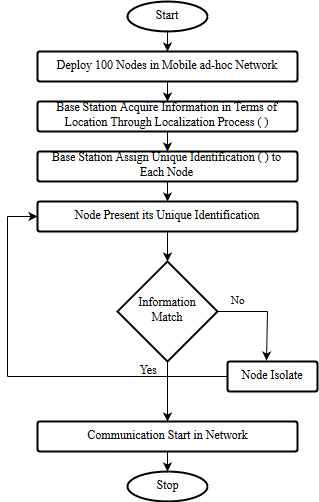 Start
Deploy 100 Nodes in Mobile ad-hoc Network
Base Station Acquire Information in Terms of
Location Through Localization Process ( )
Base Station Assign Unique Identification ( ) to
Each Node
Node Present its Unique Identification
Information
Match
No
Yes
Node Isolate
Communication Start in Network
Stop